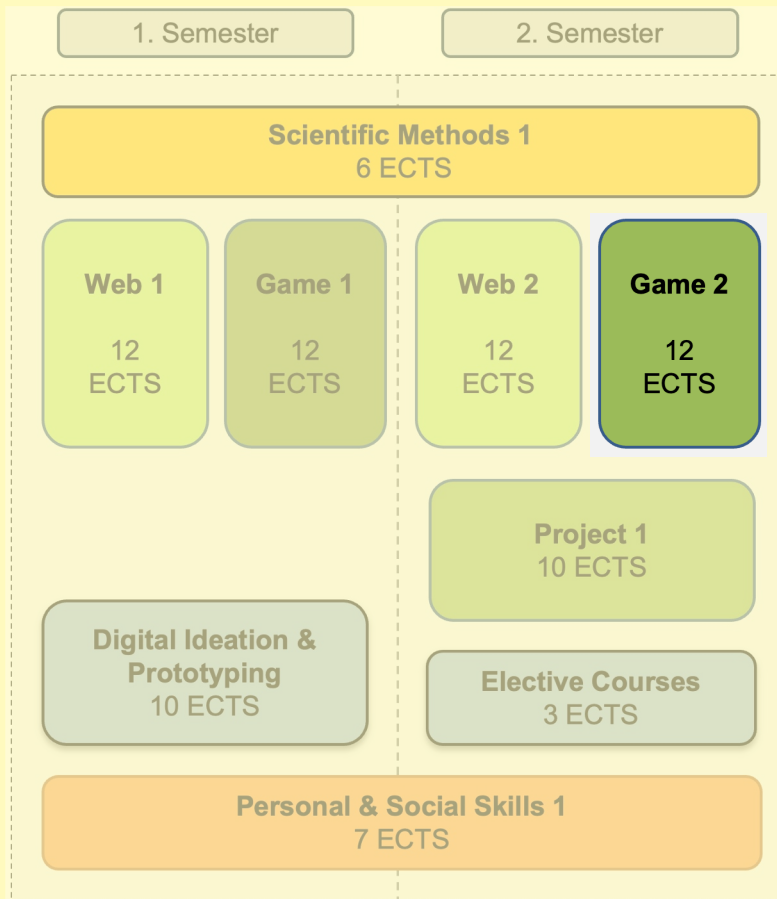 1. Semester
2. Semester
Scientific Methods 1
6 ECTS
Web 1
12
ECTS
Game 1
12
ECTS
Web 2
12
ECTS
Game 2
12
ECTS
Project 1
10 ECTS
Digital Ideation &
Prototyping
10 ECTS
Elective Courses
3 ECTS
Personal & Social Skills 1
7 ECTS